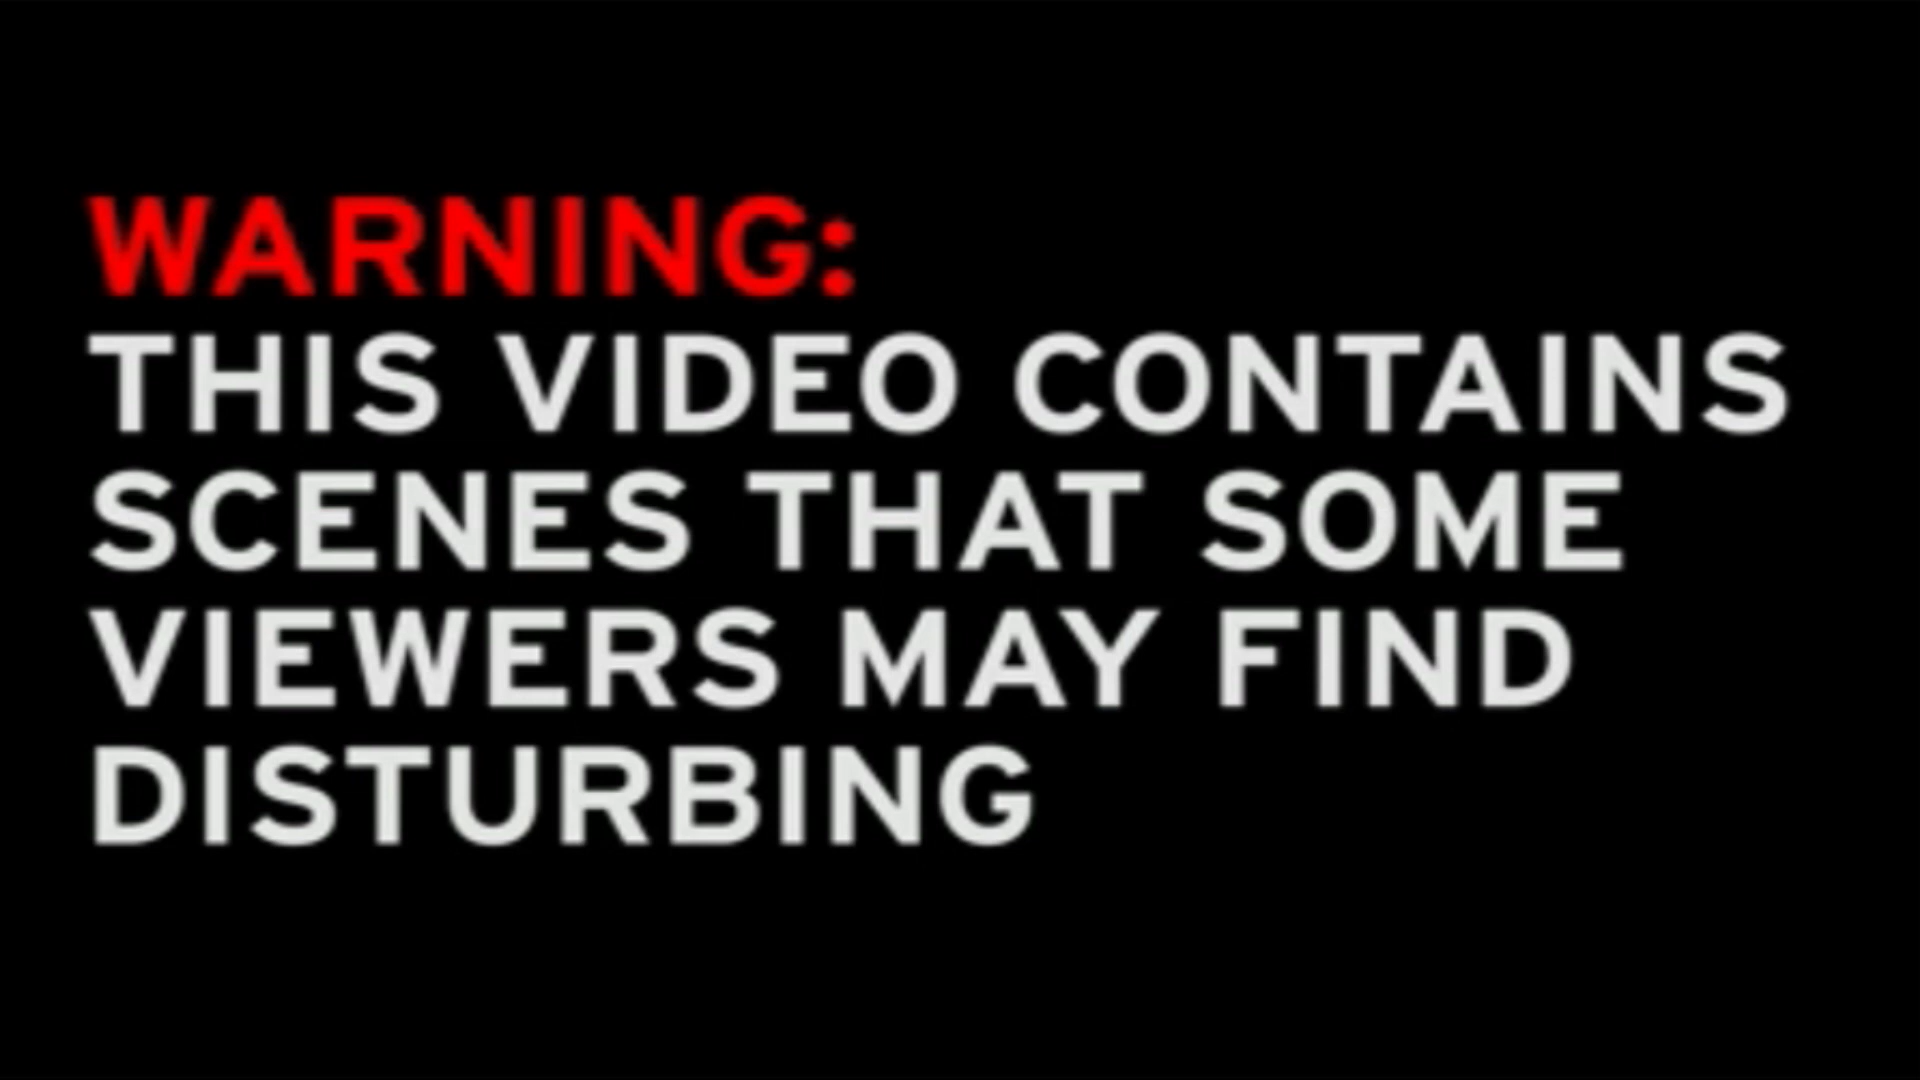 WARNING:
THIS VIDEO CONTAINS
SCENES THAT SOME
VIEWERS MAY FIND
DISTURBING